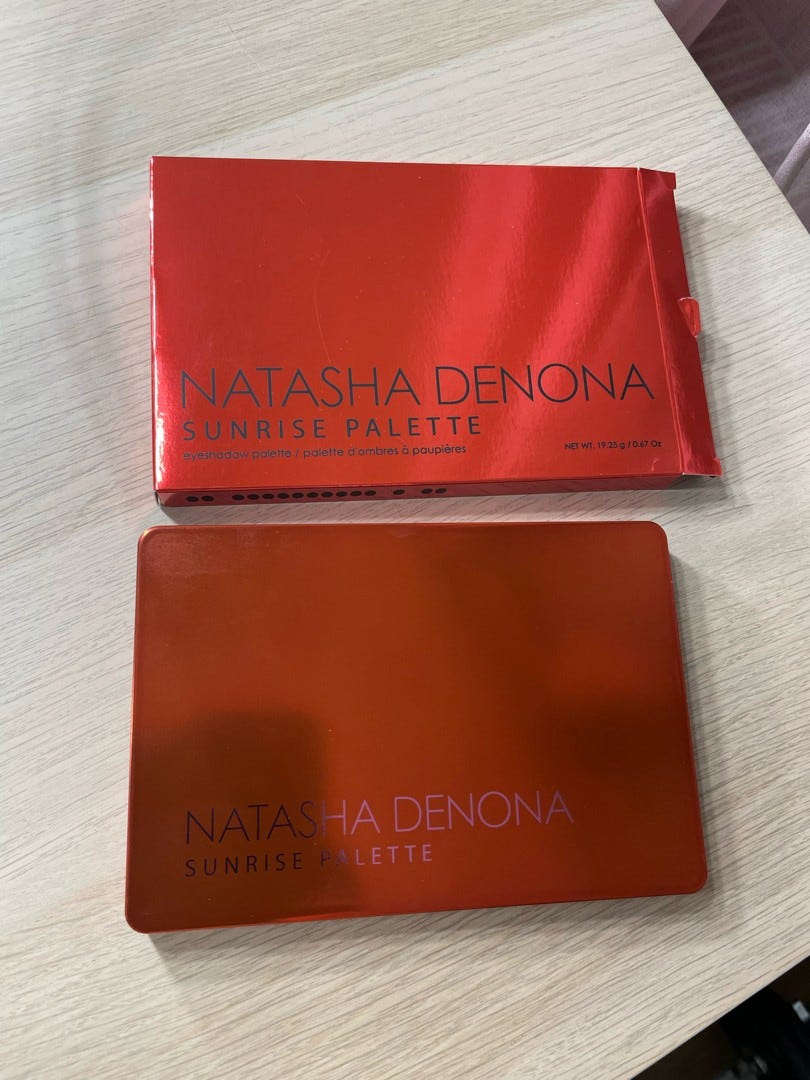 NATASHA DENONA
SUNRISE PALETTE
eyeshadow palette / palette d'ombres à paupières
NET WT. 19.25 g / 0.67 Oz
NATASHA DENONA
SUNRISE PALETTE